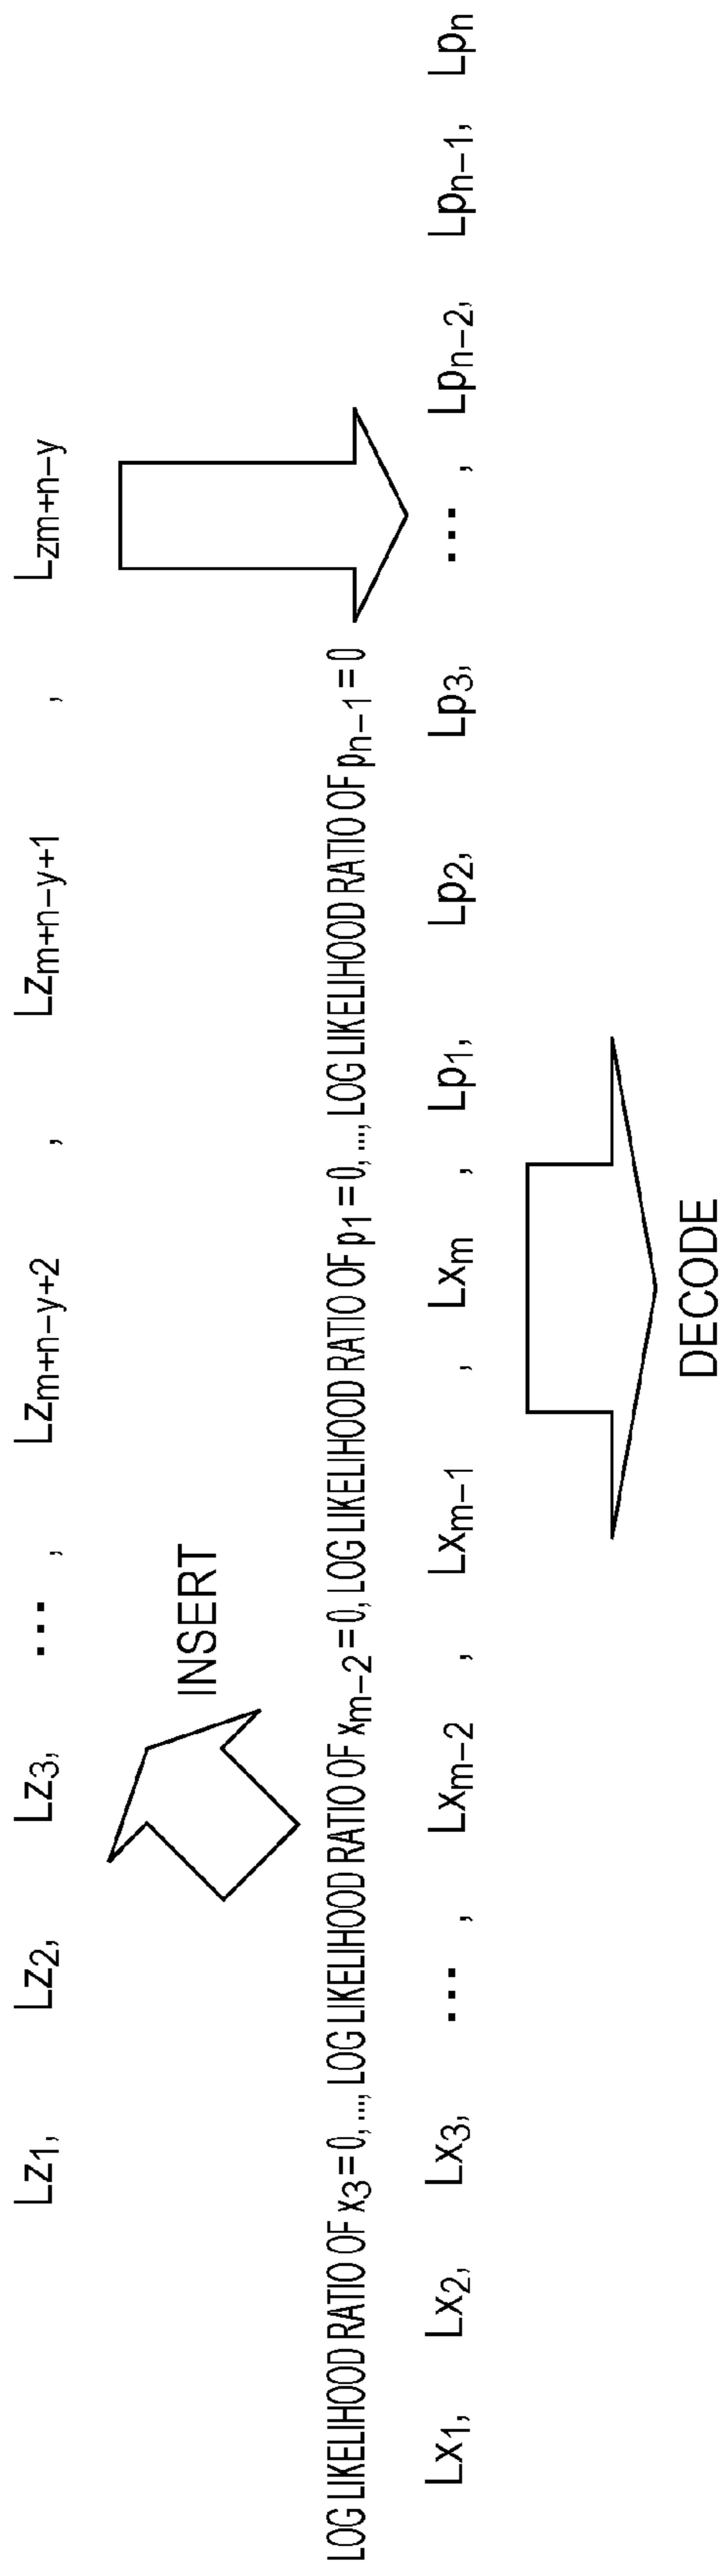 Lz1, Lz2, Lz3, ··· , Lzm+n−y+2 , Lzm+n−y+1 , Lzm+n−y
INSERT
LOG LIKELIHOOD RATIO OF x3 = 0, ..., LOG LIKELIHOOD RATIO OF xm−2 = 0, LOG LIKELIHOOD RATIO OF p1 = 0, ..., LOG LIKELIHOOD RATIO OF pn−1 = 0
Lx1, Lx2, Lx3, ··· , Lxm−2 , Lxm−1 , Lxm , Lp1, Lp2, Lp3, ··· , Lpn−2, Lpn−1, Lpn
DECODE